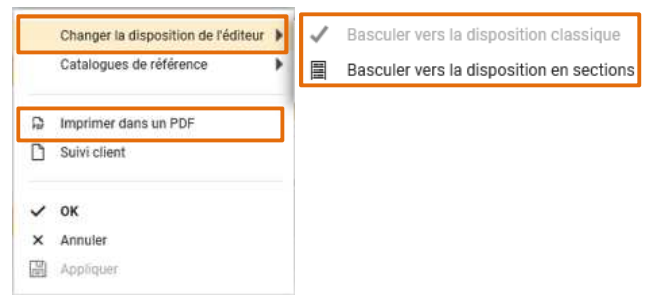 Changer la disposition de l'éditeur
Catalogues de référence
Imprimer dans un PDF
Suivi client
OK
Annuler
Appliquer
Basculer vers la disposition classique
Basculer vers la disposition en sections